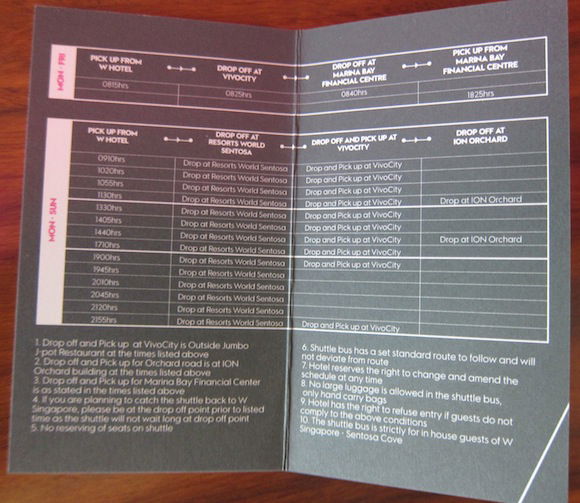 MON - FRI
PICK UP FROM W HOTEL DROP OFF AT VIVOCITY DROP OFF AT MARINA BAY FINANCIAL CENTRE PICK UP FROM MARINA BAY FINANCIAL CENTRE
0815hrs 0825hrs 0840hrs 1825hrs
MON - SUN
PICK UP FROM W HOTEL DROP OFF AT RESORTS WORLD SENTOSA DROP OFF AND PICK UP AT VIVOCITY DROP OFF AT ION ORCHARD
0910hrs Drop at Resorts World Sentosa Drop and Pick up at VivoCity
1020hrs Drop at Resorts World Sentosa Drop and Pick up at VivoCity
1055hrs Drop at Resorts World Sentosa Drop and Pick up at VivoCity
1130hrs Drop at Resorts World Sentosa Drop and Pick up at VivoCity Drop at ION Orchard
1330hrs Drop at Resorts World Sentosa Drop and Pick up at VivoCity
1405hrs Drop at Resorts World Sentosa Drop and Pick up at VivoCity
1440hrs Drop at Resorts World Sentosa Drop and Pick up at VivoCity Drop at ION Orchard
1710hrs Drop at Resorts World Sentosa Drop and Pick up at VivoCity
1900hrs Drop at Resorts World Sentosa Drop and Pick up at VivoCity
1945hrs Drop at Resorts World Sentosa
2010hrs Drop at Resorts World Sentosa
2045hrs Drop at Resorts World Sentosa
2120hrs Drop at Resorts World Sentosa
2155hrs Drop at Resorts World Sentosa Drop and Pick up at VivoCity
1. Drop off and Pick up at VivoCity is Outside Jumbo
J-pot Restaurant at the times listed above
2. Drop off and Pick up for Orchard road is at ION
Orchard building at the times listed above
3. Drop off and Pick up for Marina Bay Financial Center
is as stated in the times listed above
4. If you are planning to catch the shuttle back to W
Singapore, please be at the drop off point prior to listed
time as the shuttle will not wait long at drop off point
5. No reserving of seats on shuttle
6. Shuttle bus has a set standard route to follow and will
not deviate from route
7. Hotel reserves the right to change and amend the
schedule at any time
8. No large luggage is allowed in the shuttle bus,
only hand carry bags
9. Hotel has the right to refuse entry if guests do not
comply to the above conditions
10. The shuttle bus is strictly for in house guests of W
Singapore - Sentosa Cove